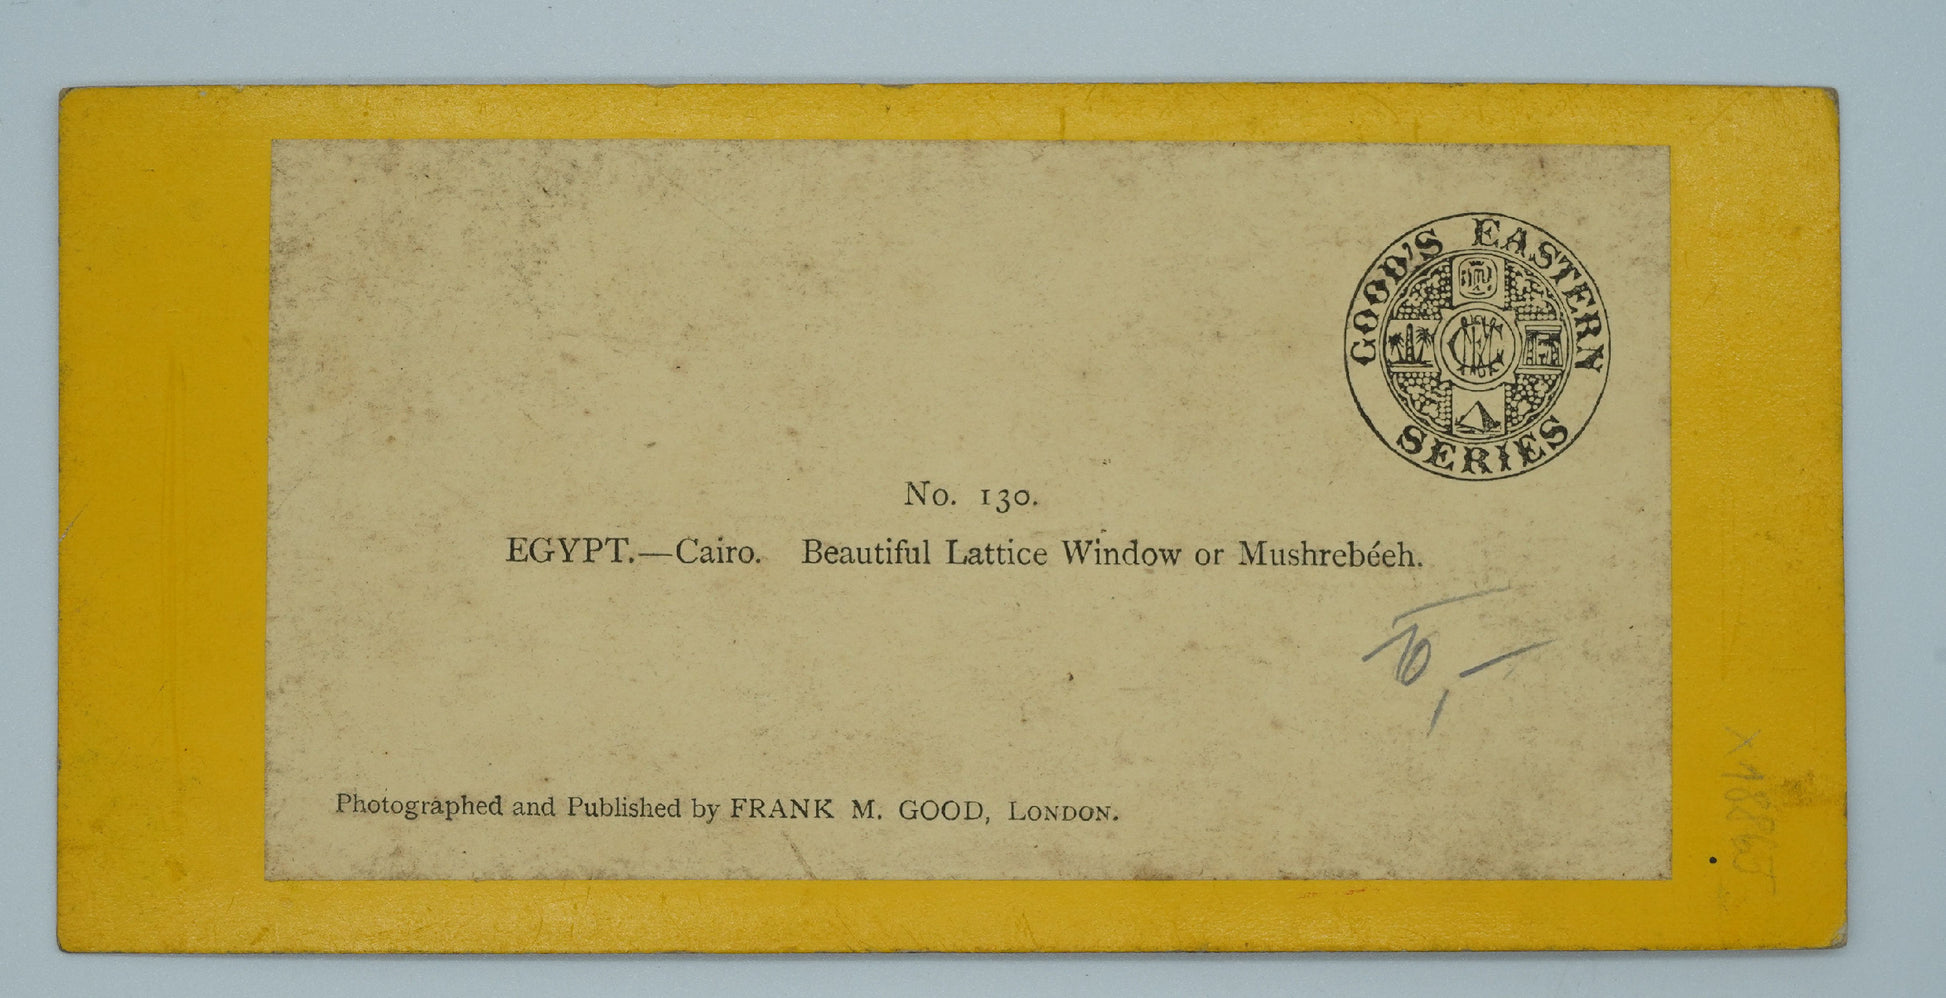 GOOD'S EASTERN
SERIES
No. 130.
EGYPT.—Cairo. Beautiful Lattice Window or Mushrebéeh.
Photographed and Published by FRANK M. GOOD, LONDON.